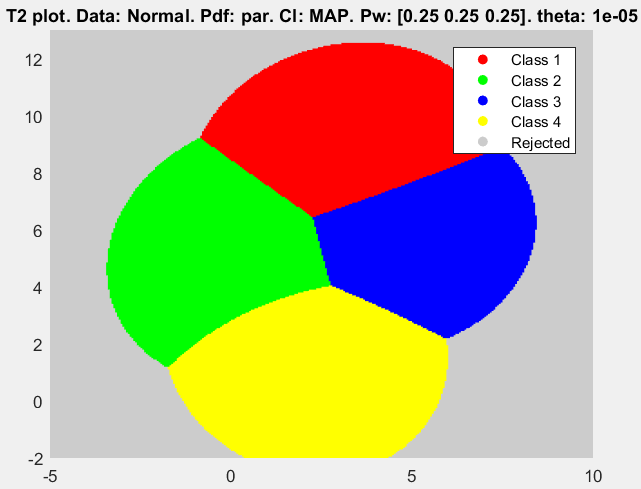 T2 plot. Data: Normal. Pdf: par. Cl: MAP. Pw: [0.25 0.25 0.25]. theta: 1e-05
12
10
8
6
4
2
0
-2
-5
0
5
10
Class 1
Class 2
Class 3
Class 4
Rejected